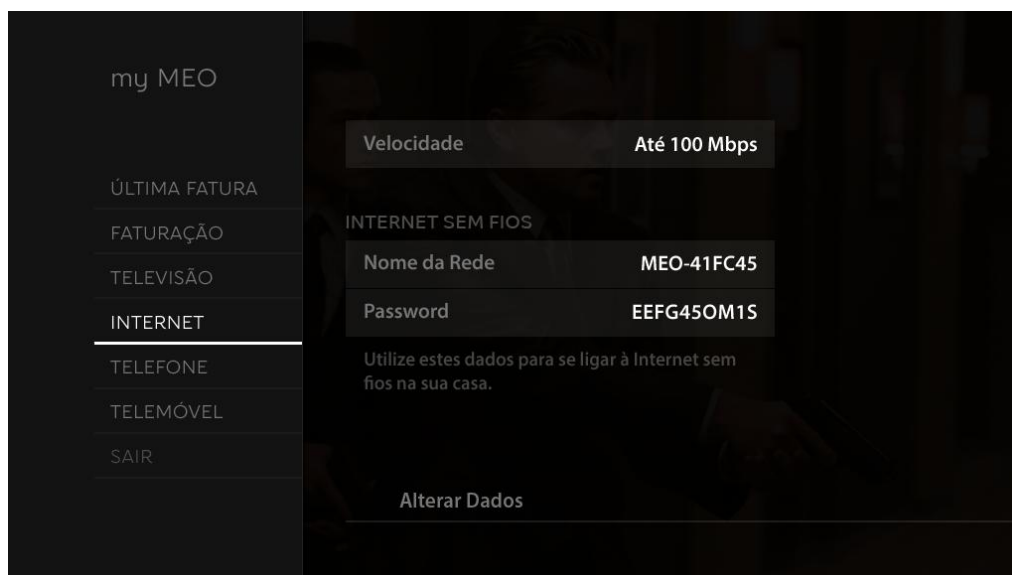 my MEO
ÚLTIMA FATURA
FATURAÇÃO
TELEVISÃO
INTERNET
TELEFONE
TELEMÓVEL
SAIR
Velocidade Até 100 Mbps
INTERNET SEM FIOS
Nome da Rede MEO-41FC45
Password EEFG45OM1S
Utilize estes dados para se ligar à Internet sem
fios na sua casa.
Alterar Dados